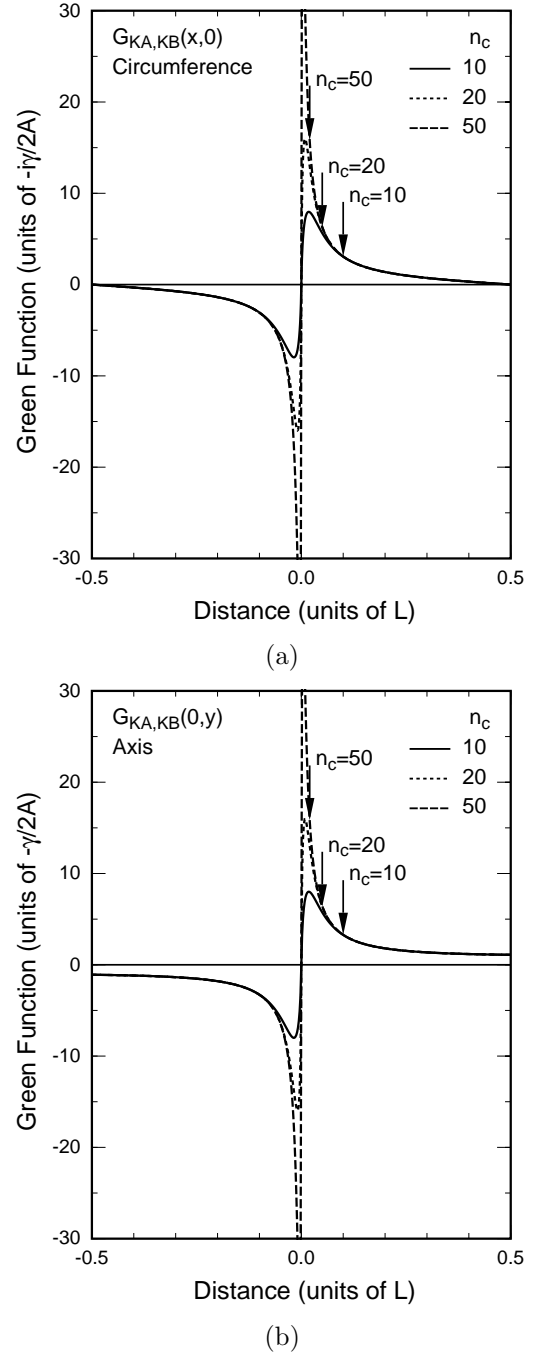 30
20
10
0
-10
-20
-30
-0.5
0.0
0.5
Distance (units of L)
Green Function (units of -iγ/2A)
G_KA,KB(x,0)
Circumference
n_c
10
20
50
n_c=50
n_c=20
n_c=10
(a)
30
20
10
0
-10
-20
-30
-0.5
0.0
0.5
Distance (units of L)
Green Function (units of -γ/2A)
G_KA,KB(0,y)
Axis
n_c
10
20
50
n_c=50
n_c=20
n_c=10
(b)